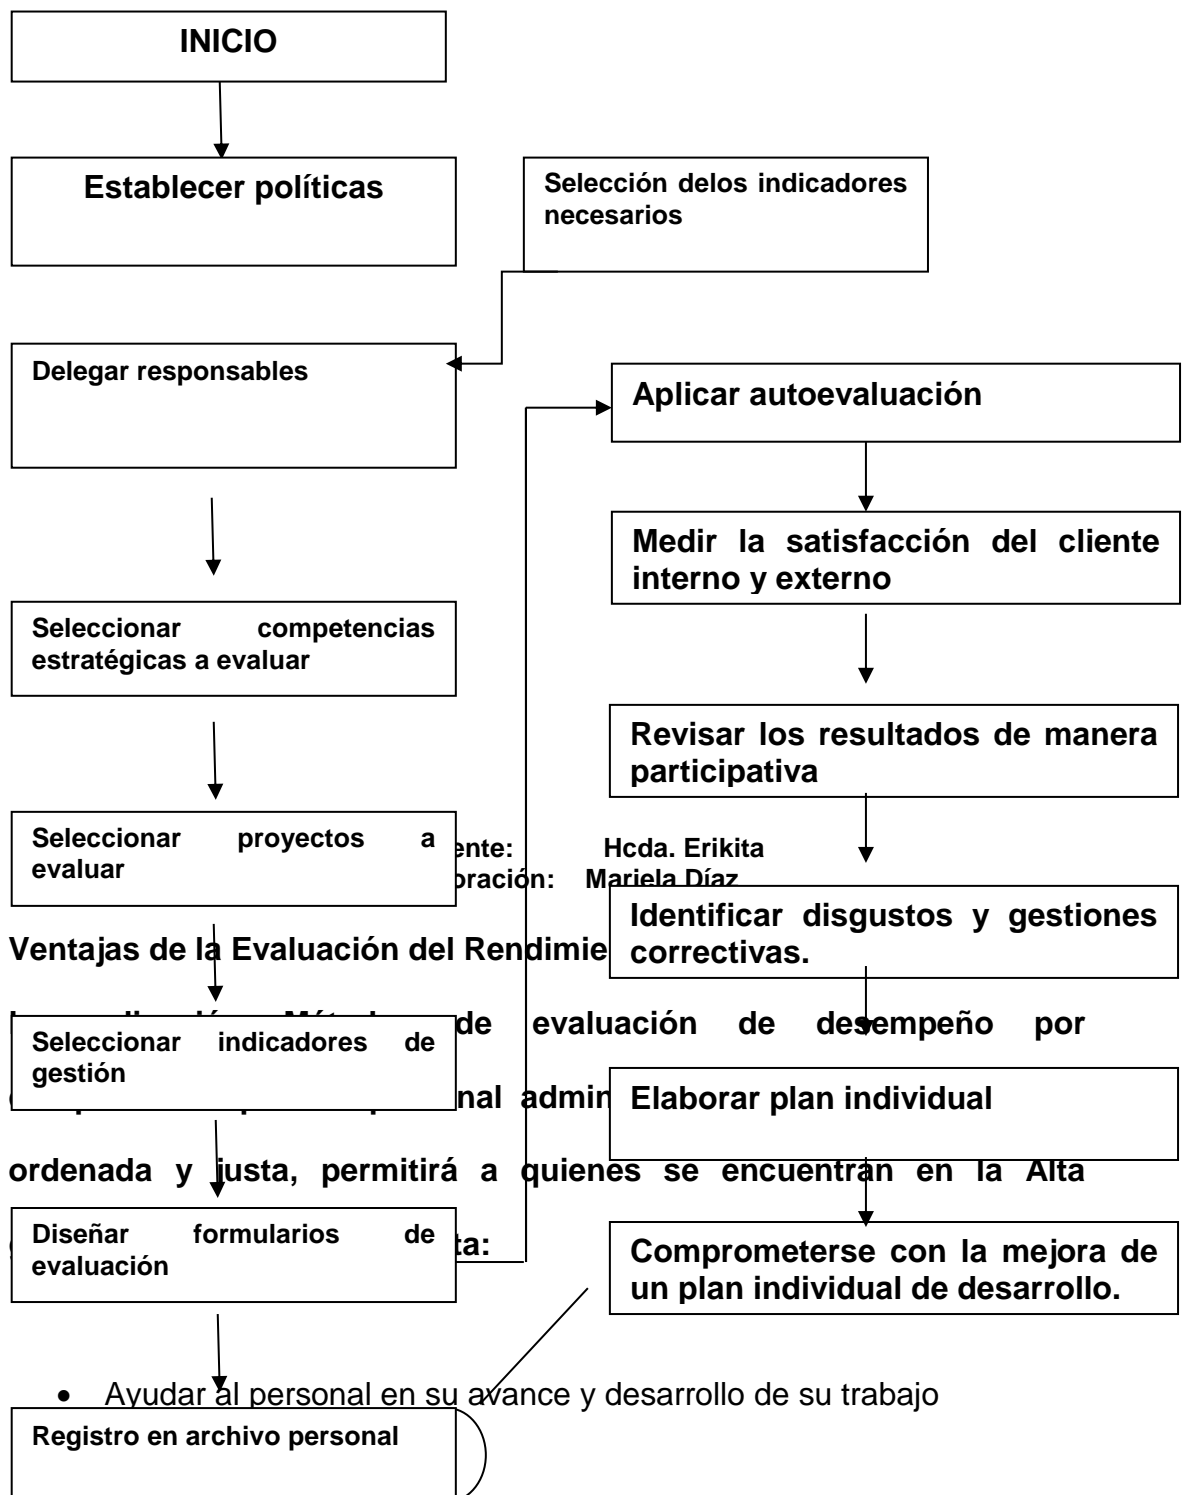 INICIO
Establecer políticas
Selección delos indicadores
necesarios
Delegar responsables
Aplicar autoevaluación
Medir la satisfacción del cliente
interno y externo
Seleccionar competencias
estratégicas a evaluar
Revisar los resultados de manera
participativa
Seleccionar proyectos a
evaluar
Hcda. Erikita
Mariela Díaz
Identificar disgustos y gestiones
correctivas.
Ventajas de la Evaluación del
de evaluación de desempeño por
Seleccionar indicadores de
gestión
Elaborar plan individual
ordenada y justa, permitirá a quienes se encuentran en la Alta
Diseñar formularios de
evaluación
Comprometerse con la mejora de
un plan individual de desarrollo.
• Ayudar al personal en su avance y desarrollo de su trabajo
Registro en archivo personal